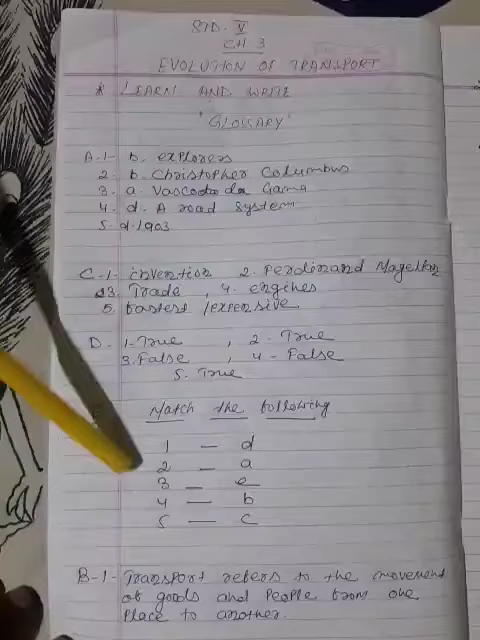 STD. V
CH 3
EVOLUTION OF TRANSPORT
* LEARN AND WRITE
"GLOSSARY"
A.1- b. explorers
2. b. Christopher Columbus
3. a. Vascoda da Gama
4. d. A road system
5. d. 1903
C.1- invention 2. Ferdinand Magellan
3. Trade , 4. engines
5. fastest / expensive
D. 1-True , 2. True
3. False , 4 - False
5. True
Match the following
1 — d
2 — a
3 — e
4 — b
5 — c
B-1- Transport refers to the movement
of goods and people from one
place to another.